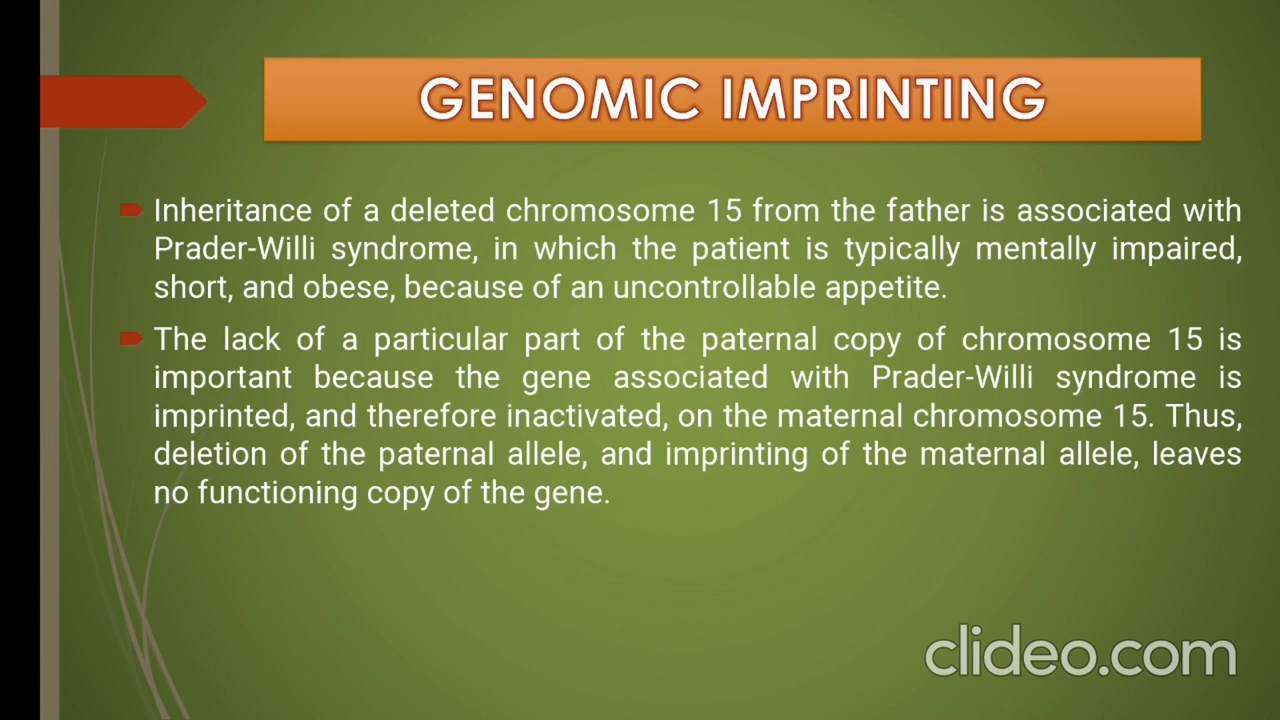 GENOMIC IMPRINTING
Inheritance of a deleted chromosome 15 from the father is associated with
Prader-Willi syndrome, in which the patient is typically mentally impaired,
short, and obese, because of an uncontrollable appetite.
The lack of a particular part of the paternal copy of chromosome 15 is
important because the gene associated with Prader-Willi syndrome is
imprinted, and therefore inactivated, on the maternal chromosome 15. Thus,
deletion of the paternal allele, and imprinting of the maternal allele, leaves
no functioning copy of the gene.
clideo.com